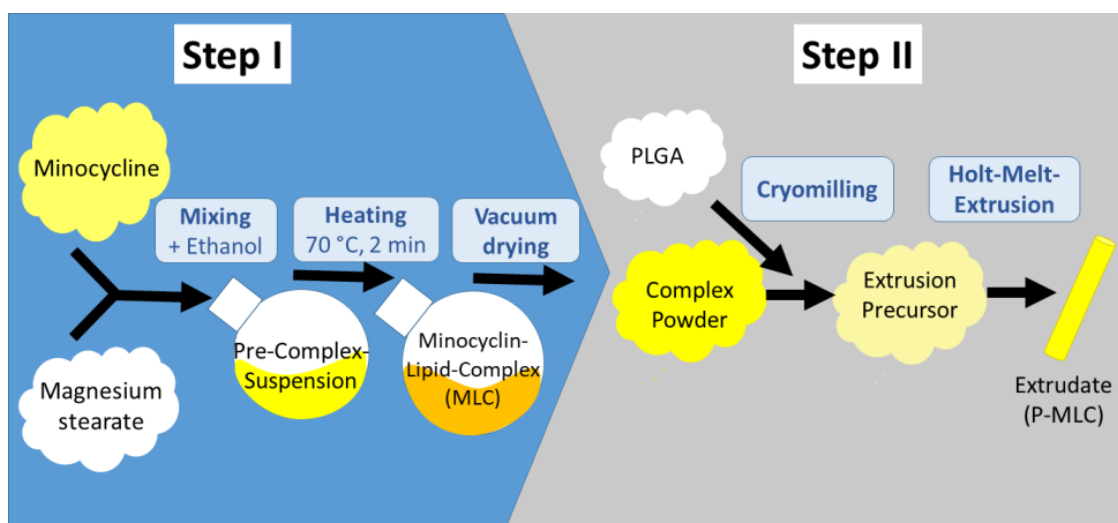 Step I
Minocycline
Magnesium
stearate
Mixing
+ Ethanol
Heating
70 °C, 2 min
Vacuum
drying
Pre-Complex-
Suspension
Minocyclin-
Lipid-Complex
(MLC)
Step II
PLGA
Complex
Powder
Cryomilling
Extrusion
Precursor
Holt-Melt-
Extrusion
Extrudate
(P-MLC)